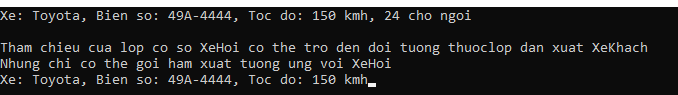 Xe: Toyota, Bien so: 49A-4444, Toc do: 150 kmh, 24 cho ngoi
Tham chieu cua lop co so XeHoi co the tro den doi tuong thuoclop dan xuat XeKhach
Nhung chi co the goi ham xuat tuong ung voi XeHoi
Xe: Toyota, Bien so: 49A-4444, Toc do: 150 kmh